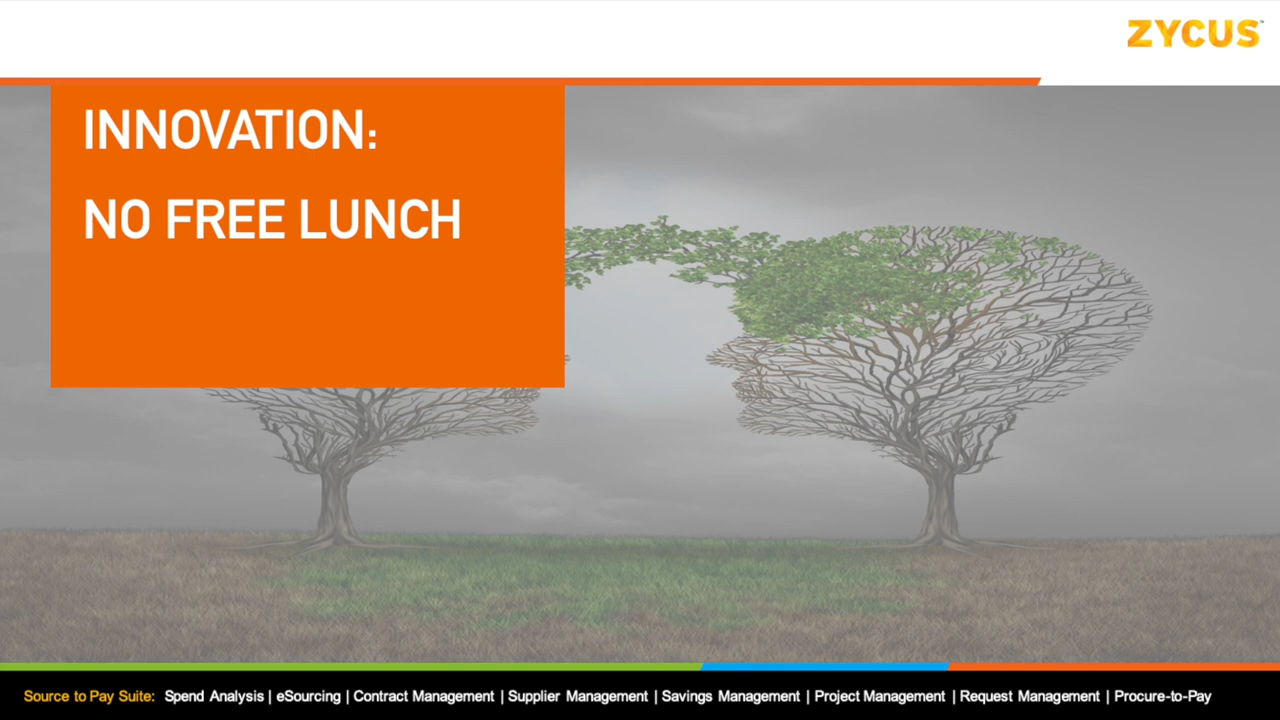 ZYCUS™
INNOVATION:
NO FREE LUNCH
Source to Pay Suite: Spend Analysis | eSourcing | Contract Management | Supplier Management | Savings Management | Project Management | Request Management | Procure-to-Pay